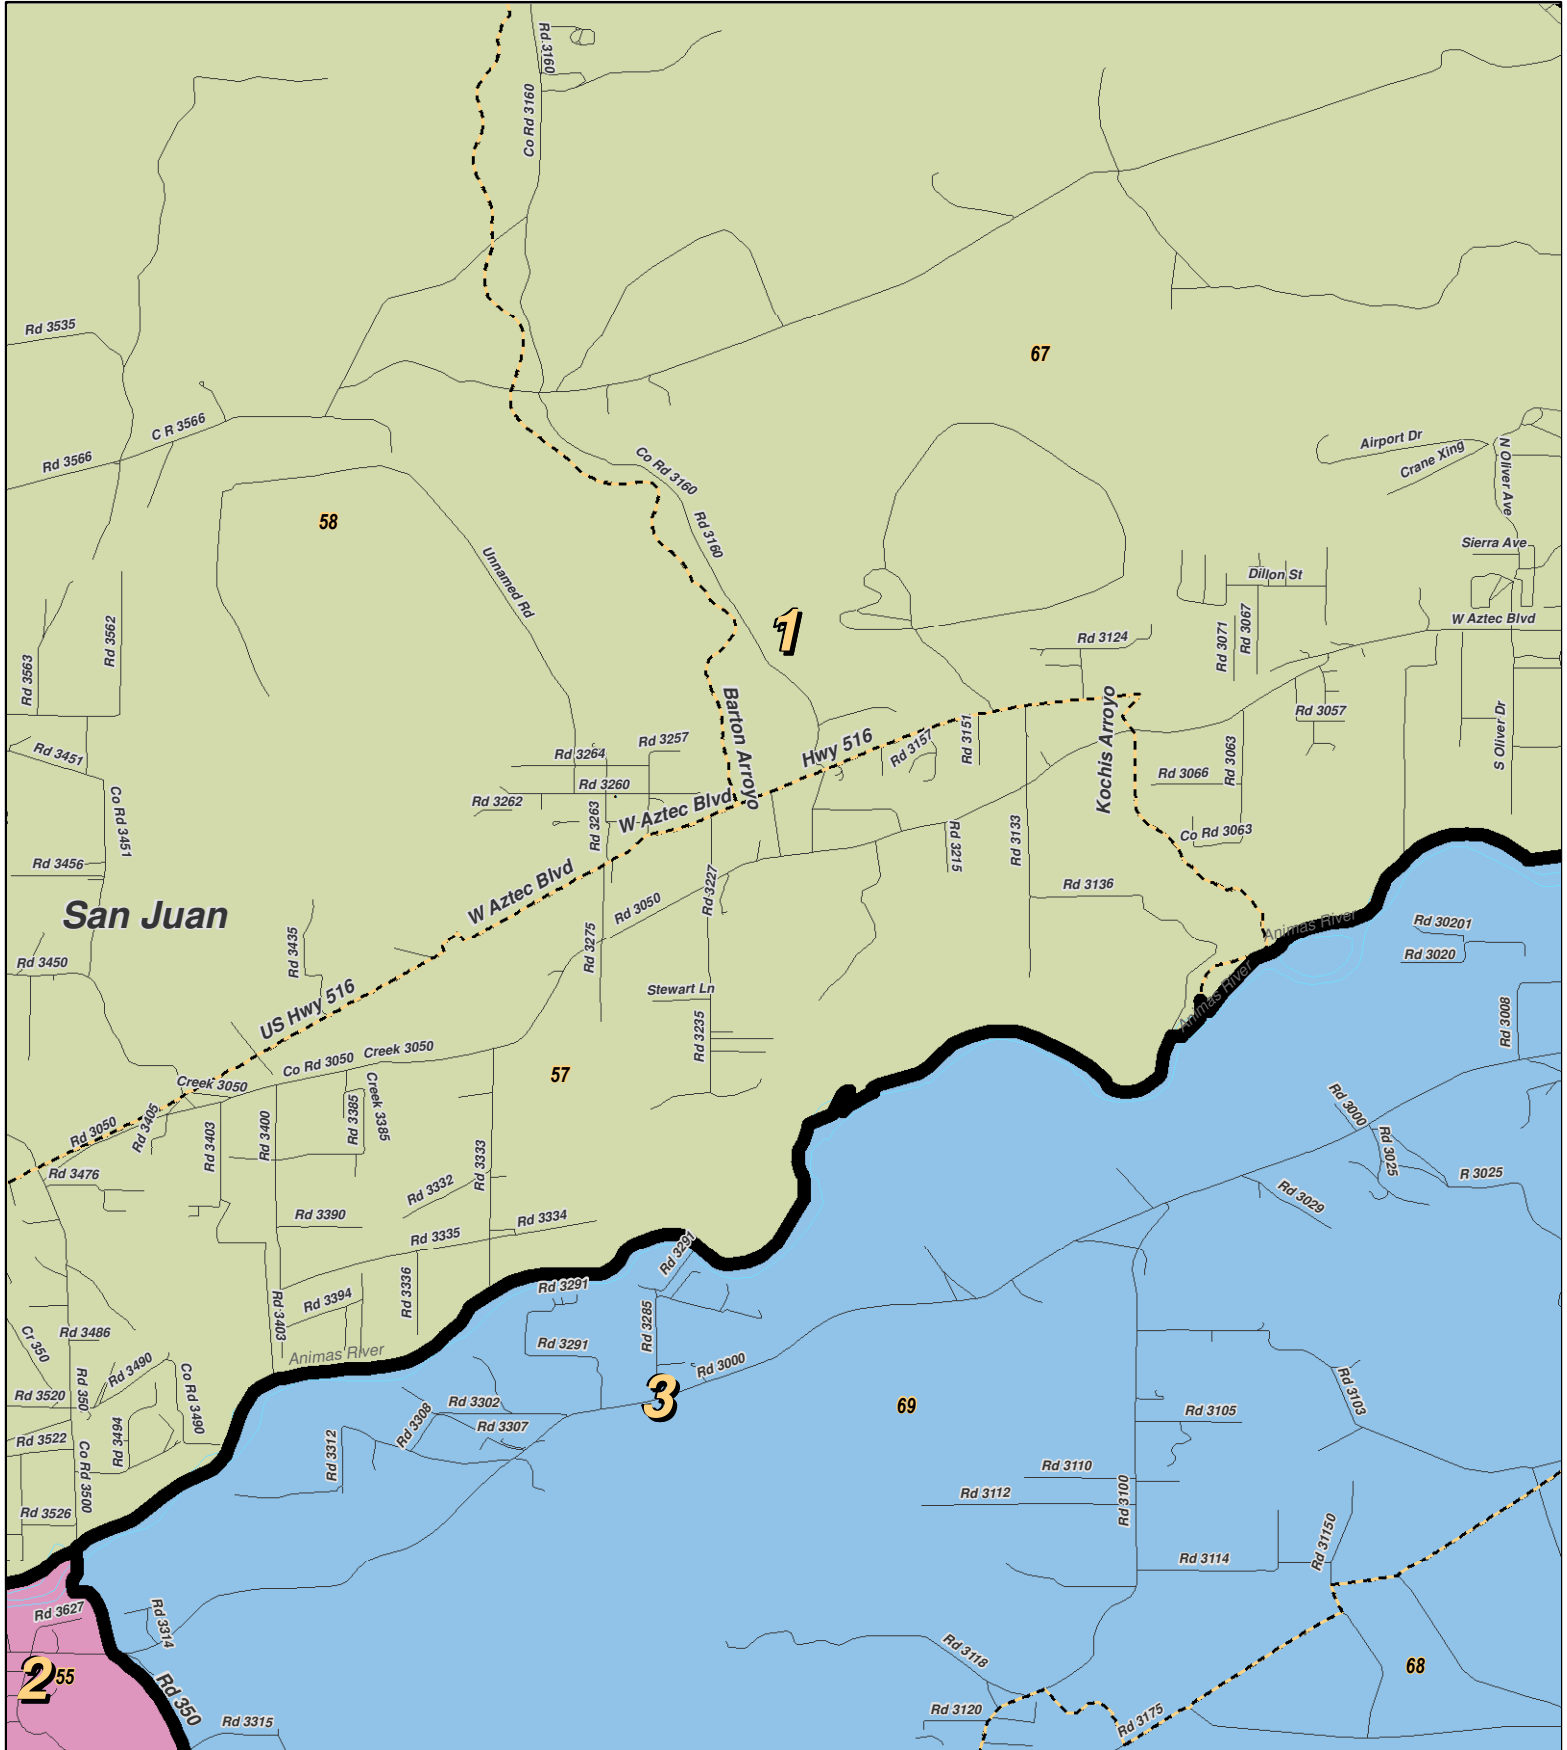 Rd 3160
Co Rd 3160
Rd 3535
67
C R 3566
Rd 3566
Airport Dr
Crane Xing
N Oliver Ave
Co Rd 3160
Rd 3160
58
Unnamed Rd
Sierra Ave
Dillon St
W Aztec Blvd
Rd 3562
Rd 3563
1
Rd 3124
Rd 3071
Rd 3067
Rd 3451
Co Rd 3451
Rd 3264
Rd 3257
Rd 3260
Rd 3262
Rd 3263
Barton Arroyo
W Aztec Blvd
Hwy 516
Rd 3157
Rd 3151
Kochis Arroyo
Rd 3057
Rd 3063
Rd 3066
S Oliver Dr
Co Rd 3063
Rd 3456
San Juan
W Aztec Blvd
Rd 3227
Rd 3050
Rd 3215
Rd 3133
Rd 3136
Rd 3435
Rd 3275
Rd 3450
Animas River
Rd 30201
Rd 3020
US Hwy 516
Stewart Ln
Animas River
Rd 3008
Rd 3235
Co Rd 3050
Creek 3050
Creek 3050
57
Rd 3050
Rd 3405
Rd 3403
Rd 3400
Rd 3385
Creek 3385
Rd 3000
Rd 3025
R 3025
Rd 3476
Rd 3333
Rd 3332
Rd 3029
Rd 3390
Rd 3334
Rd 3335
Rd 3291
Rd 3336
Rd 3291
Rd 3394
Rd 3403
Cr 350
Rd 3486
Animas River
Rd 3291
Rd 3285
Rd 3490
Co Rd 3490
Rd 350
Rd 3520
Rd 3000
3
69
Rd 3103
Rd 3302
Rd 3308
Rd 3307
Rd 3105
Rd 3494
Rd 3522
Co Rd 3500
Rd 3312
Rd 3110
Rd 3112
Rd 3100
Rd 3526
Rd 31150
Rd 3114
Rd 3627
Rd 3314
2
55
Rd 350
Rd 3118
68
Rd 3315
Rd 3120
Rd 3175